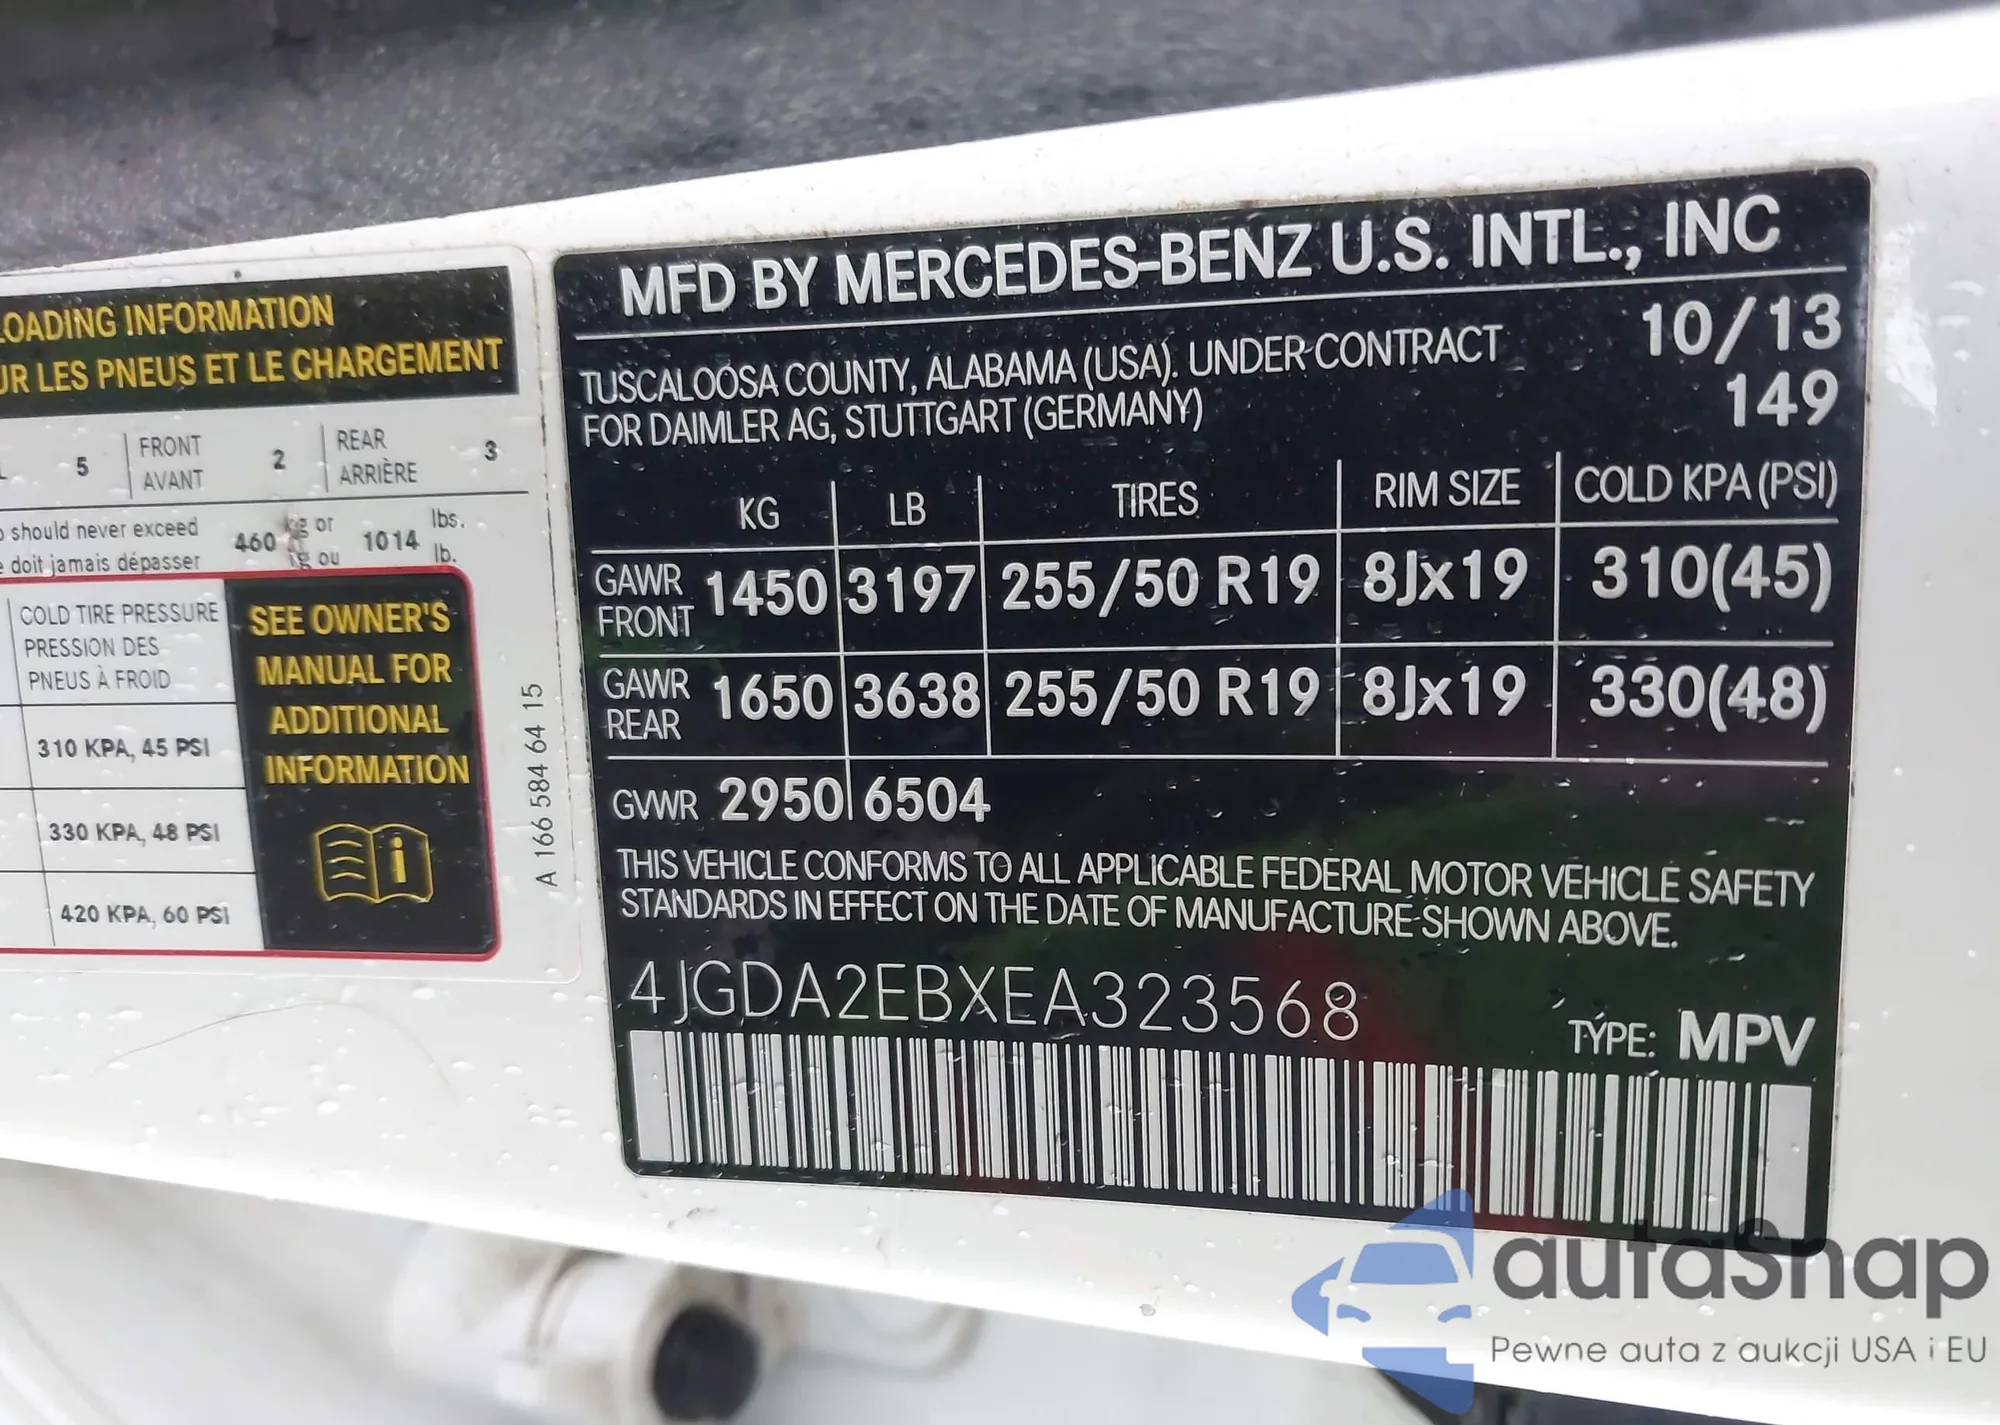 LOADING INFORMATION
UR LES PNEUS ET LE CHARGEMENT
5 FRONT AVANT 2 REAR ARRIÈRE 3
should never exceed
doit jamais dépasser
460 kg or kg ou 1014 lbs. lb.
COLD TIRE PRESSURE
PRESSION DES
PNEUS À FROID
310 KPA, 45 PSI
330 KPA, 48 PSI
420 KPA, 60 PSI
SEE OWNER'S
MANUAL FOR
ADDITIONAL
INFORMATION
i
A 166 584 64 15
MFD BY MERCEDES-BENZ U.S. INTL., INC
TUSCALOOSA COUNTY, ALABAMA (USA). UNDER CONTRACT
FOR DAIMLER AG, STUTTGART (GERMANY)
10/13
149
KG LB TIRES RIM SIZE COLD KPA (PSI)
GAWR FRONT 1450 3197 255/50 R19 8Jx19 310(45)
GAWR REAR 1650 3638 255/50 R19 8Jx19 330(48)
GVWR 2950 6504
THIS VEHICLE CONFORMS TO ALL APPLICABLE FEDERAL MOTOR VEHICLE SAFETY
STANDARDS IN EFFECT ON THE DATE OF MANUFACTURE SHOWN ABOVE.
4JGDA2EBXEA323568
TYPE: MPV
autasnap
Pewne auta z aukcji USA i EU